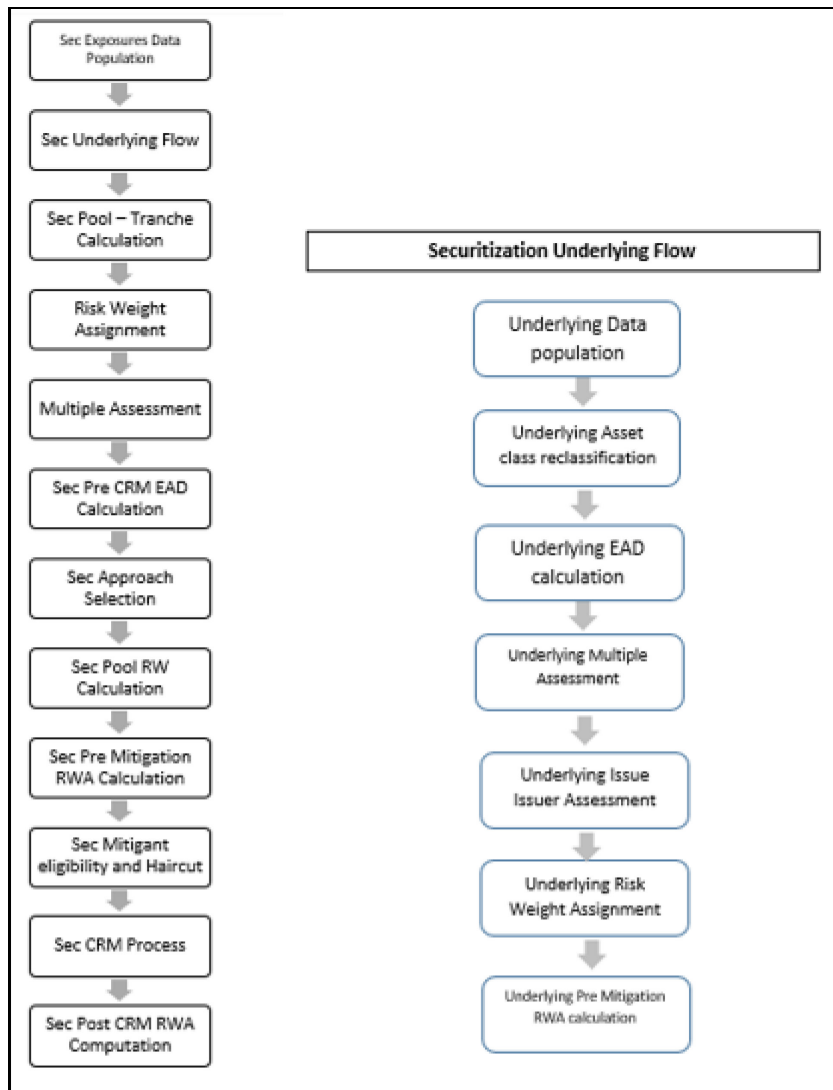 Sec Exposures Data
Population
Sec Underlying Flow
Sec Pool – Tranche
Calculation
Risk Weight
Assignment
Multiple Assessment
Sec Pre CRM EAD
Calculation
Sec Approach
Selection
Sec Pool RW
Calculation
Sec Pre Mitigation
RWA Calculation
Sec Mitigant
eligibility and Haircut
Sec CRM Process
Sec Post CRM RWA
Computation
Securitization Underlying Flow
Underlying Data
population
Underlying Asset
class reclassification
Underlying EAD
calculation
Underlying Multiple
Assessment
Underlying Issue
Issuer Assessment
Underlying Risk
Weight Assignment
Underlying Pre Mitigation
RWA calculation